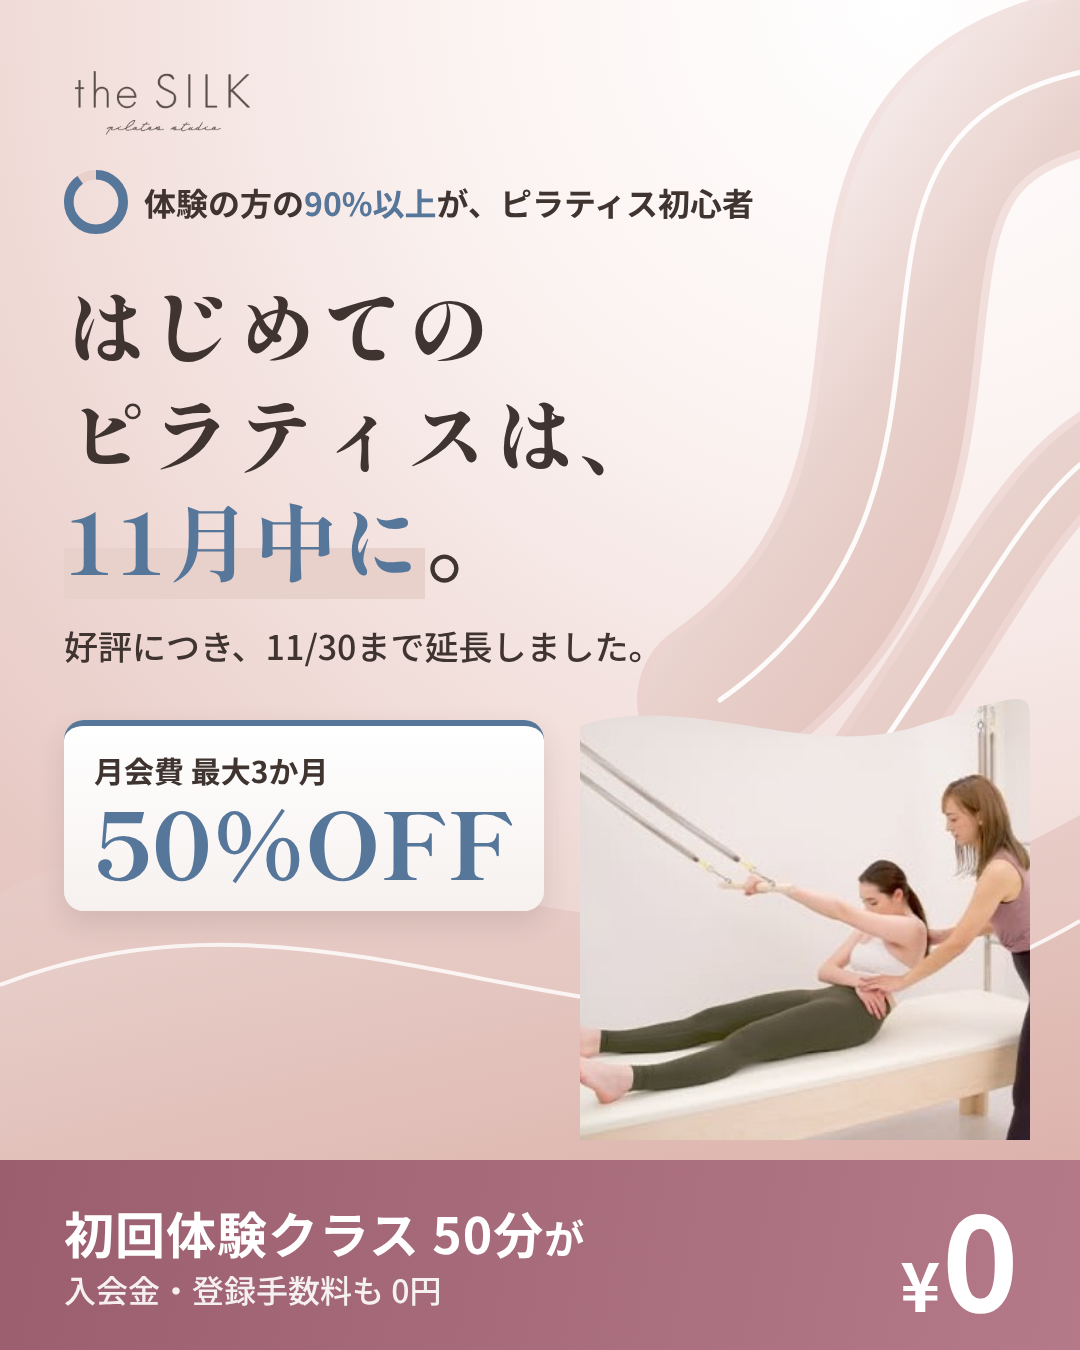 the SILK
pilates studio
体験の方の90%以上が、ピラティス初心者
はじめての
ピラティスは、
11月中に。
好評につき、11/30まで延長しました。
月会費 最大3か月
50%OFF
初回体験クラス 50分が
入会金・登録手数料も 0円
¥0